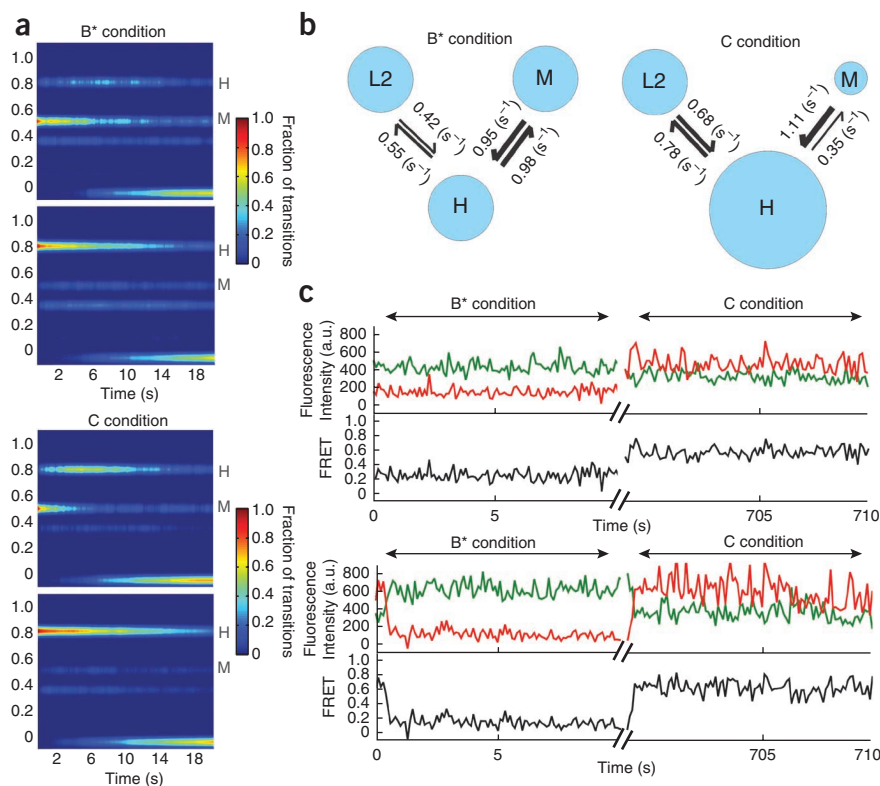 a
B* condition
1.0
0.8
0.6
0.4
0.2
0
H
M
1.0
0.8
0.6
0.4
0.2
0
Fraction of transitions
1.0
0.8
0.6
0.4
0.2
0
H
M
2 6 10 14 18
Time (s)
C condition
1.0
0.8
0.6
0.4
0.2
0
H
M
1.0
0.8
0.6
0.4
0.2
0
Fraction of transitions
1.0
0.8
0.6
0.4
0.2
0
H
M
2 6 10 14 18
Time (s)
b
B* condition
L2
M
H
0.42 (s⁻¹)
0.55 (s⁻¹)
0.95 (s⁻¹)
0.98 (s⁻¹)
C condition
L2
M
H
0.68 (s⁻¹)
0.78 (s⁻¹)
1.11 (s⁻¹)
0.35 (s⁻¹)
c
B* condition
C condition
Fluorescence
Intensity (a.u.)
800
600
400
200
0
FRET
1.0
0.8
0.6
0.4
0.2
0
0 5 705 710
Time (s)
B* condition
C condition
Fluorescence
Intensity (a.u.)
800
600
400
200
0
FRET
1.0
0.8
0.6
0.4
0.2
0
0 5 705 710
Time (s)